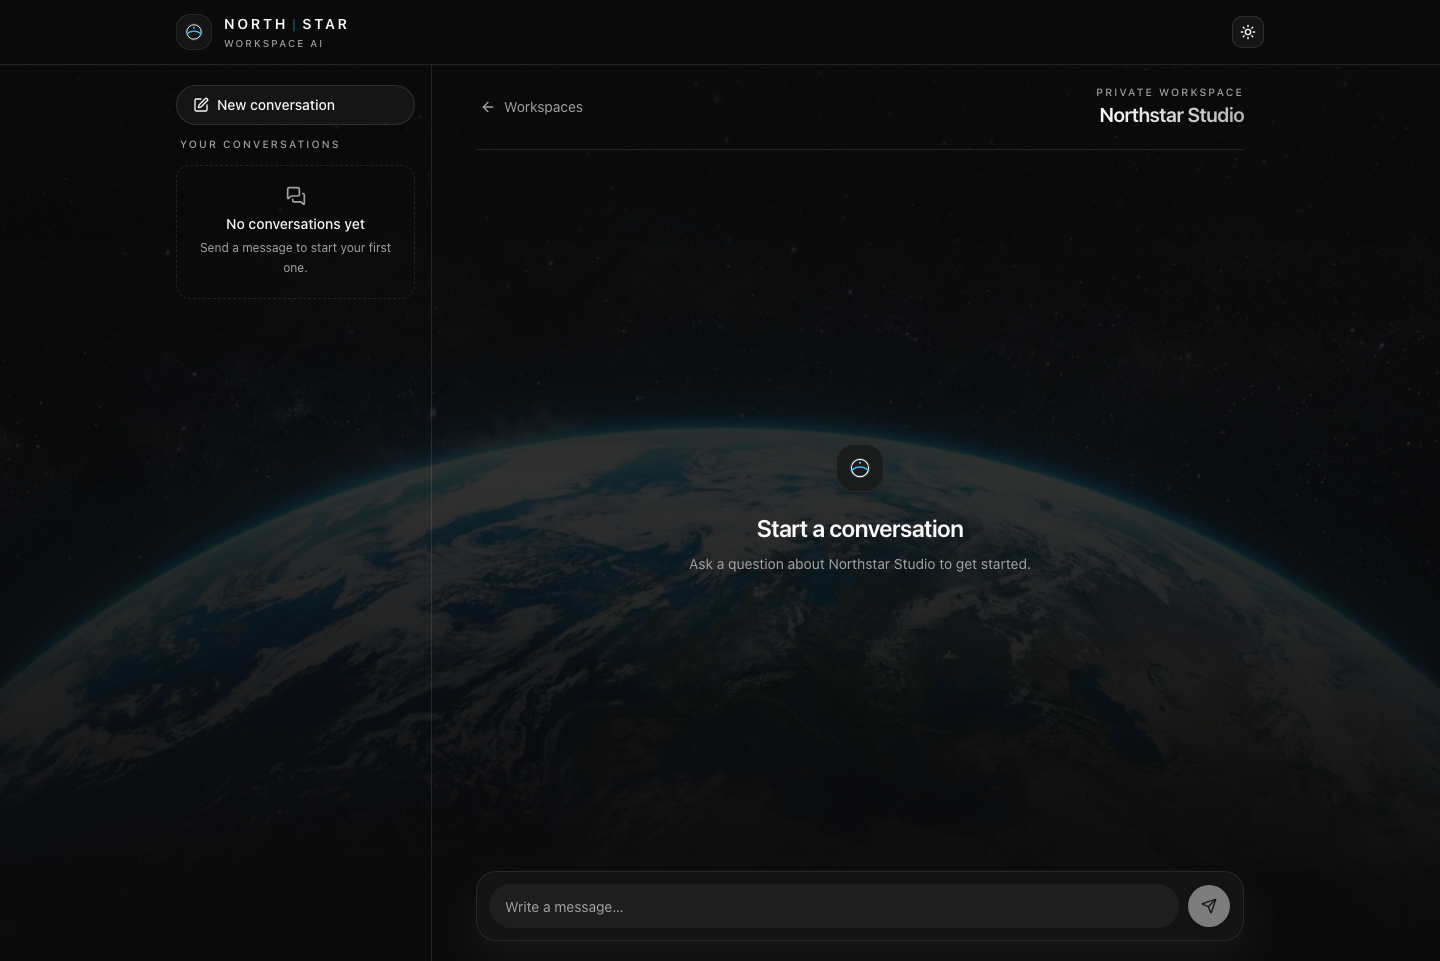 NORTH | STAR
WORKSPACE AI
New conversation
YOUR CONVERSATIONS
No conversations yet
Send a message to start your first
one.
Workspaces
PRIVATE WORKSPACE
Northstar Studio
Start a conversation
Ask a question about Northstar Studio to get started.
Write a message...